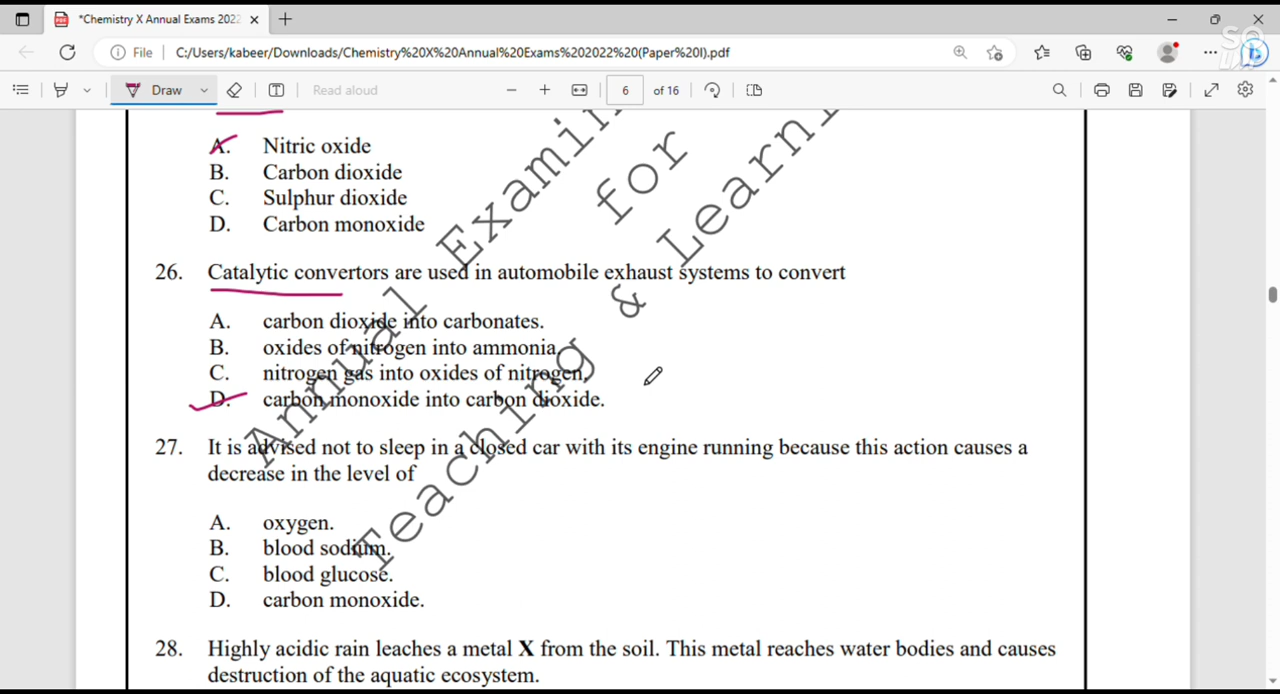 *Chemistry X Annual Exams 2022
File
C:/Users/kabeer/Downloads/Chemistry%20X%20Annual%20Exams%202022%20(Paper%20I).pdf
Draw
Read aloud
6 of 16
A. Nitric oxide
B. Carbon dioxide
C. Sulphur dioxide
D. Carbon monoxide
26. Catalytic convertors are used in automobile exhaust systems to convert
A. carbon dioxide into carbonates.
B. oxides of nitrogen into ammonia.
C. nitrogen gas into oxides of nitrogen.
D. carbon monoxide into carbon dioxide.
27. It is advised not to sleep in a closed car with its engine running because this action causes a
decrease in the level of
A. oxygen.
B. blood sodium.
C. blood glucose.
D. carbon monoxide.
28. Highly acidic rain leaches a metal X from the soil. This metal reaches water bodies and causes
destruction of the aquatic ecosystem.
Annual Examin
for
Teaching & Learni